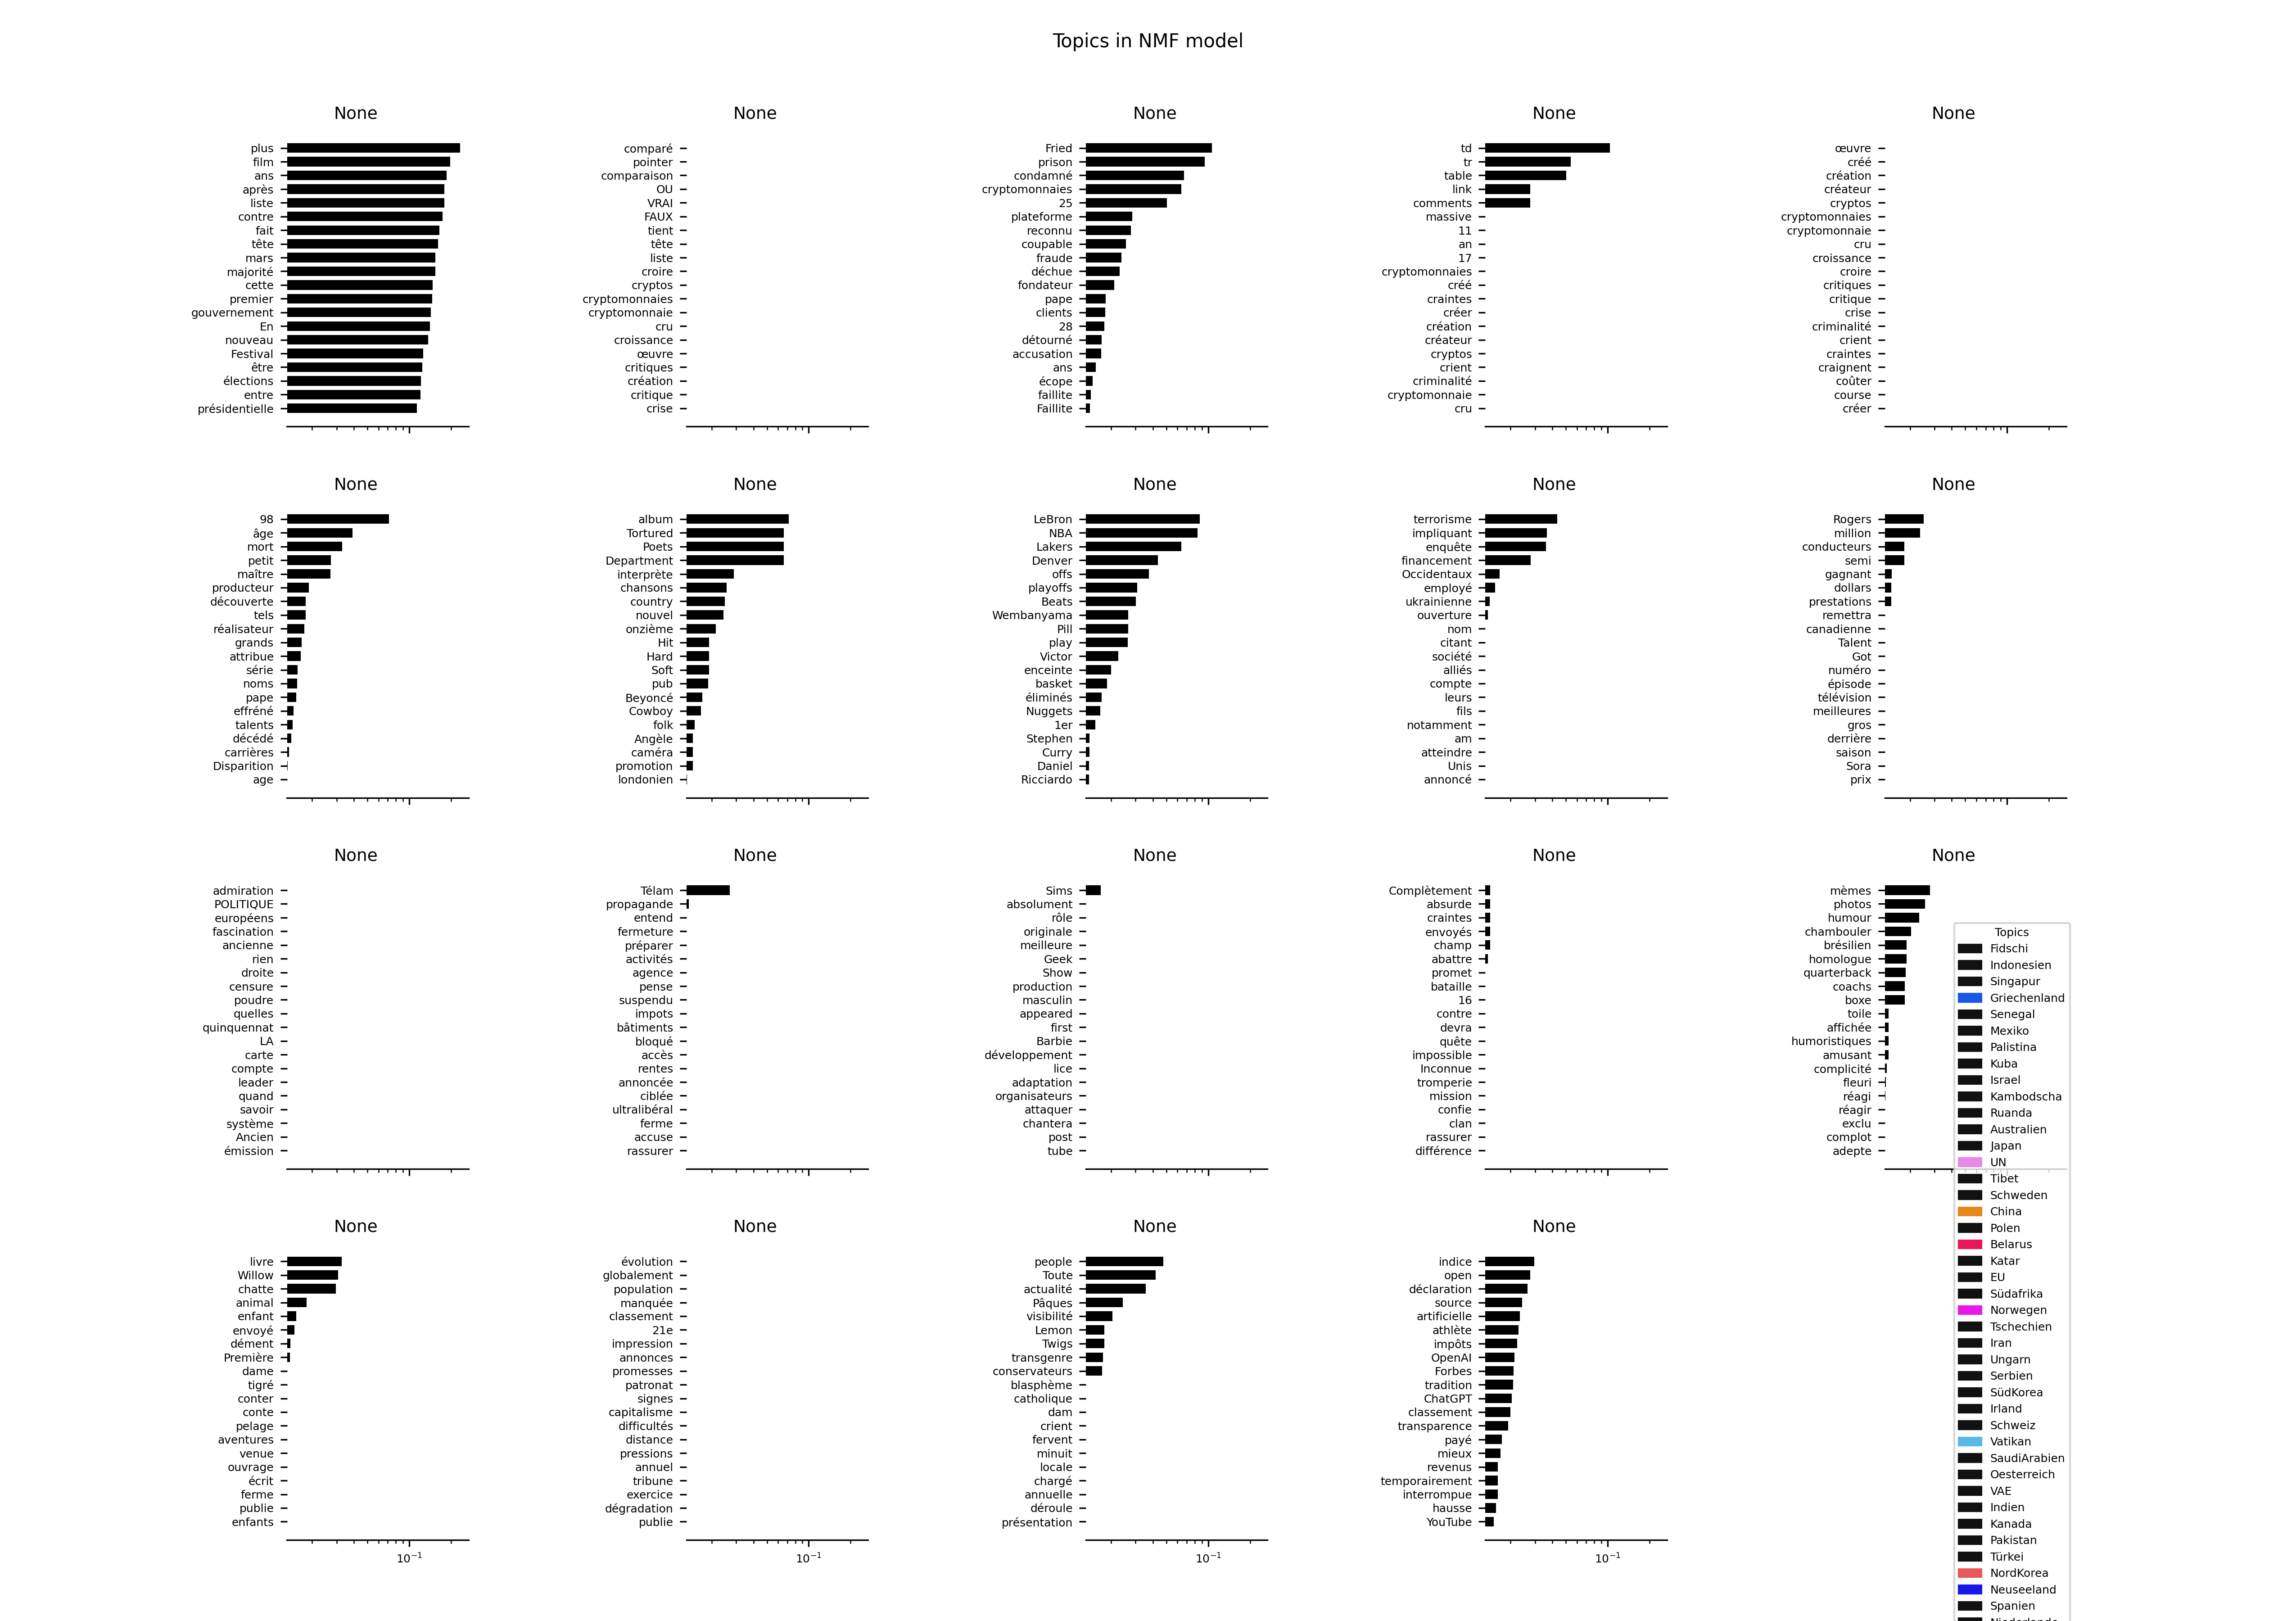 Topics in NMF model
None
plus
film
ans
après
liste
contre
fait
tête
mars
majorité
cette
premier
gouvernement
En
nouveau
Festival
être
élections
entre
présidentielle
None
comparé
pointer
comparaison
OU
VRAI
FAUX
tient
tête
liste
croire
cryptos
cryptomonnaies
cryptomonnaie
cru
croissance
œuvre
critiques
création
critique
crise
None
Fried
prison
condamné
cryptomonnaies
25
plateforme
reconnu
coupable
fraude
déchue
fondateur
pape
clients
28
détourné
accusation
ans
écope
faillite
Faillite
None
td
tr
table
link
comments
massive
11
an
17
cryptomonnaies
créé
craintes
créer
création
créateur
cryptos
crient
criminalité
cryptomonnaie
cru
None
œuvre
créé
création
créateur
cryptos
cryptomonnaies
cryptomonnaie
cru
croissance
croire
critiques
critique
crise
criminalité
crient
craintes
craignent
coûter
course
créer
None
98
âge
mort
petit
maître
producteur
découverte
tels
réalisateur
grands
attribue
série
noms
pape
effréné
talents
décédé
carrières
Disparition
age
None
album
Tortured
Poets
Department
interprète
chansons
country
nouvel
onzième
Hit
Hard
Soft
pub
Beyoncé
Cowboy
folk
Angèle
caméra
promotion
londonien
None
LeBron
NBA
Lakers
Denver
offs
playoffs
Beats
Wembanyama
Pill
play
Victor
enceinte
basket
éliminés
Nuggets
1er
Stephen
Curry
Daniel
Ricciardo
None
terrorisme
impliquant
enquête
financement
Occidentaux
employé
ukrainienne
ouverture
nom
citant
société
alliés
compte
leurs
fils
notamment
am
atteindre
Unis
annoncé
None
Rogers
million
conducteurs
semi
gagnant
dollars
prestations
remettra
canadienne
Talent
Got
numéro
épisode
télévision
meilleures
gros
derrière
saison
Sora
prix
None
admiration
POLITIQUE
européens
fascination
ancienne
rien
droite
censure
poudre
quelles
quinquennat
LA
carte
compte
leader
quand
savoir
système
Ancien
émission
None
Télam
propagande
entend
fermeture
préparer
activités
agence
pense
suspendu
impots
bâtiments
bloqué
accès
rentes
annoncée
ciblée
ultralibéral
ferme
accuse
rassurer
None
Sims
absolument
rôle
originale
meilleure
Geek
Show
production
masculin
appeared
first
Barbie
développement
lice
adaptation
organisateurs
attaquer
chantera
post
tube
None
Complètement
absurde
craintes
envoyés
champ
abattre
promet
bataille
16
contre
devra
quête
impossible
Inconnue
tromperie
mission
confie
clan
rassurer
différence
None
mèmes
photos
humour
chambouler
brésilien
homologue
quarterback
coachs
boxe
toile
affichée
humoristiques
amusant
complicité
fleuri
réagi
réagir
exclu
complot
adepte
None
livre
Willow
chatte
animal
enfant
envoyé
dément
Première
dame
tigré
conter
conte
pelage
aventures
venue
ouvrage
écrit
ferme
publie
enfants
10⁻¹
None
évolution
globalement
population
manquée
classement
21e
impression
annonces
promesses
patronat
signes
capitalisme
difficultés
distance
pressions
annuel
tribune
exercice
dégradation
publie
10⁻¹
None
people
Toute
actualité
Pâques
visibilité
Lemon
Twigs
transgenre
conservateurs
blasphème
catholique
dam
crient
fervent
minuit
locale
chargé
annuelle
déroule
présentation
10⁻¹
None
indice
open
déclaration
source
artificielle
athlète
impôts
OpenAI
Forbes
tradition
ChatGPT
classement
transparence
payé
mieux
revenus
temporairement
interrompue
hausse
YouTube
10⁻¹
Topics
Fidschi
Indonesien
Singapur
Griechenland
Senegal
Mexiko
Palistina
Kuba
Israel
Kambodscha
Ruanda
Australien
Japan
UN
Tibet
Schweden
China
Polen
Belarus
Katar
EU
Südafrika
Norwegen
Tschechien
Iran
Ungarn
Serbien
SüdKorea
Irland
Schweiz
Vatikan
SaudiArabien
Oesterreich
VAE
Indien
Kanada
Pakistan
Türkei
NordKorea
Neuseeland
Spanien